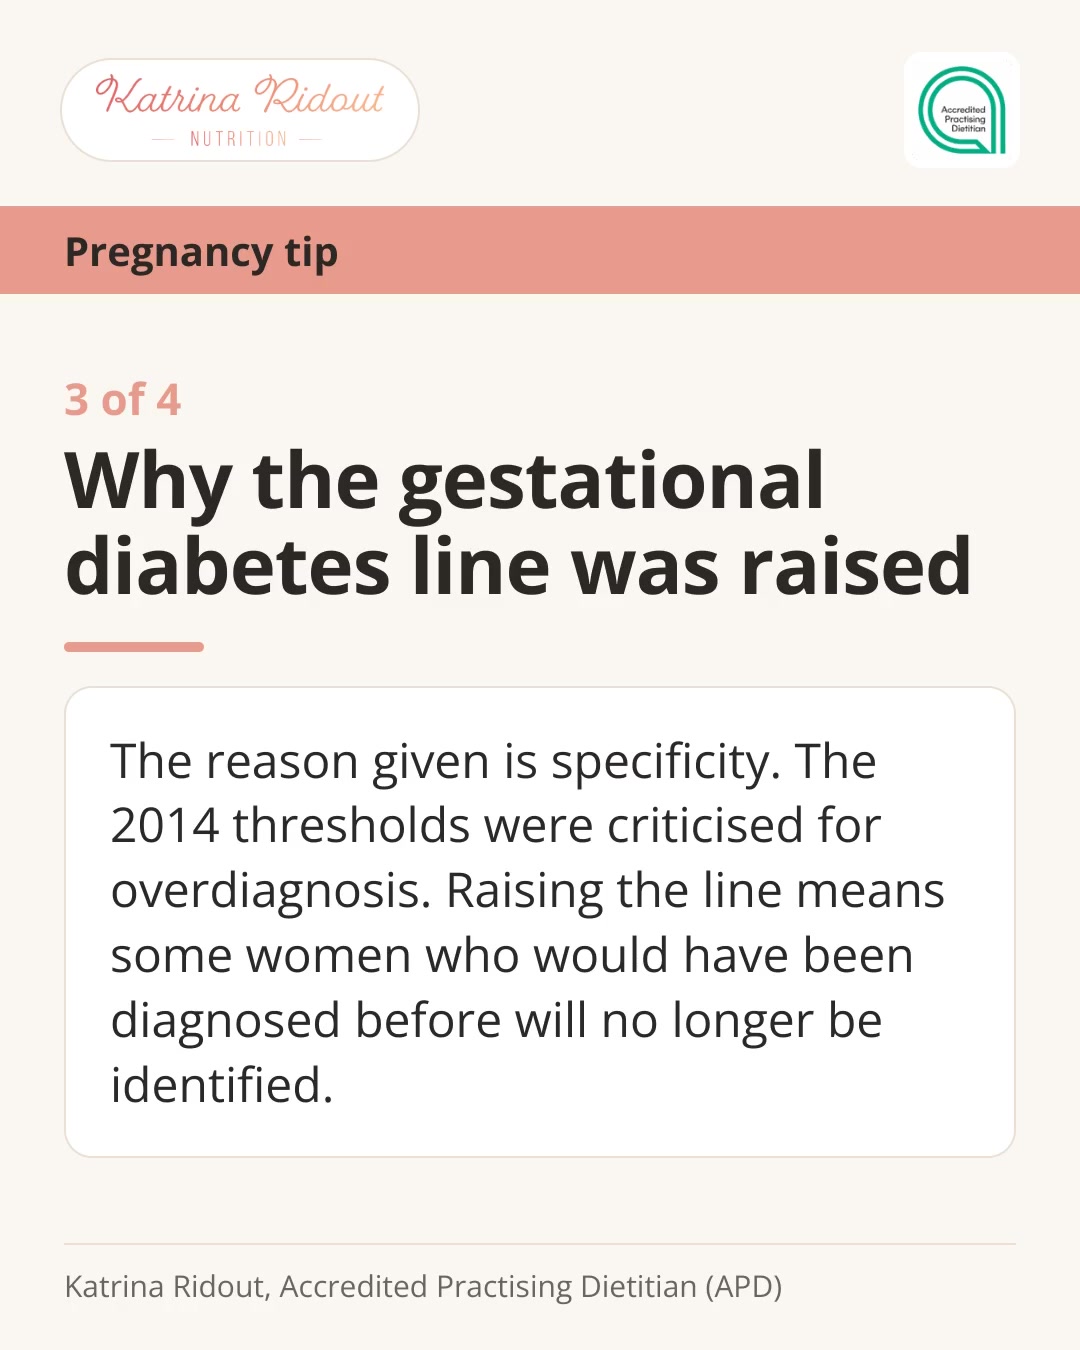 Katrina Ridout
NUTRITION
Accredited
Practising
Dietitian
Pregnancy tip
3 of 4
Why the gestational
diabetes line was raised
The reason given is specificity. The
2014 thresholds were criticised for
overdiagnosis. Raising the line means
some women who would have been
diagnosed before will no longer be
identified.
Katrina Ridout, Accredited Practising Dietitian (APD)